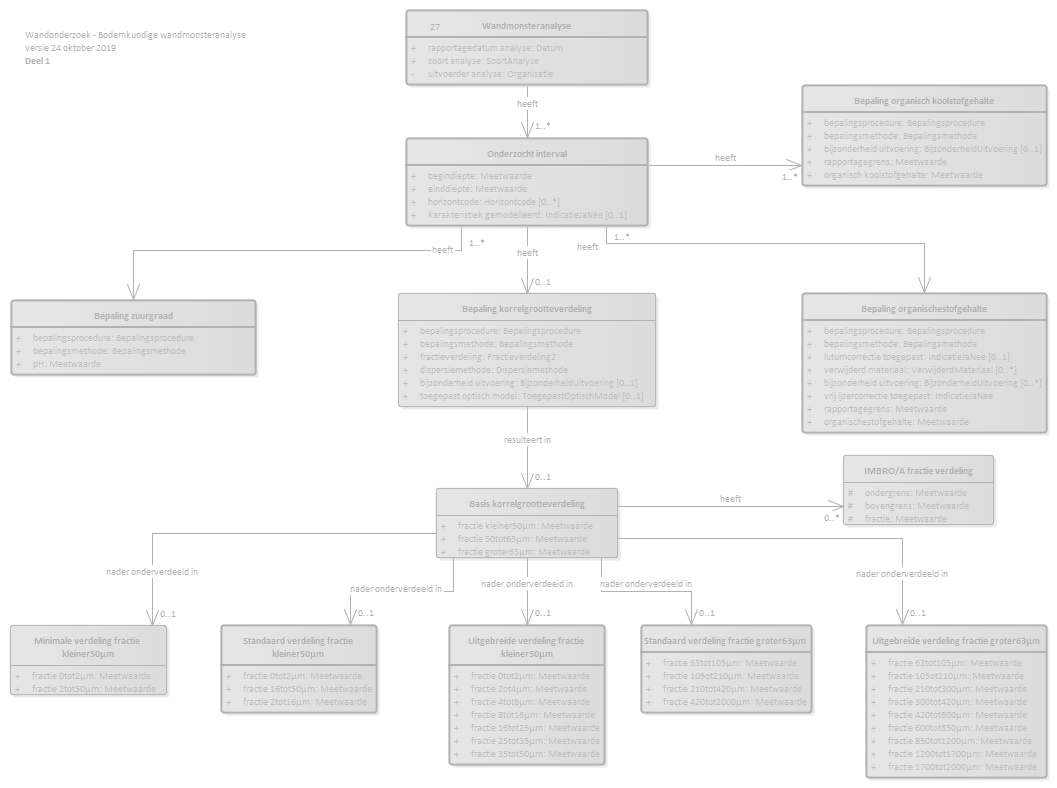 Wandonderzoek - Bodemkundige wandmonsteranalyse
versie 24 oktober 2019
Deel 1
27 Wandmonsteranalyse
+ rapportagedatum analyse: Datum
+ soort analyse: SoortAnalyse
- uitvoerder analyse: Organisatie
heeft
1..*
Onderzocht interval
+ begindiepte: Meetwaarde
+ einddiepte: Meetwaarde
+ horizontcode: Horizontcode [0..*]
+ karakteristiek gemodelleerd: IndicatieJaNee [0..1]
heeft
1..*
Bepaling organisch koolstofgehalte
+ bepalingsprocedure: Bepalingsprocedure
+ bepalingsmethode: Bepalingsmethode
+ bijzonderheid uitvoering: BijzonderheidUitvoering [0..1]
+ rapportagegrens: Meetwaarde
+ organisch koolstofgehalte: Meetwaarde
heeft
1..*
heeft
0..1
heeft
1..*
Bepaling zuurgraad
+ bepalingsprocedure: Bepalingsprocedure
+ bepalingsmethode: Bepalingsmethode
+ pH: Meetwaarde
Bepaling korrelgrootteverdeling
+ bepalingsprocedure: Bepalingsprocedure
+ bepalingsmethode: Bepalingsmethode
+ fractieverdeling: Fractieverdeling2
+ dispersiemethode: Dispersiemethode
+ bijzonderheid uitvoering: BijzonderheidUitvoering [0..1]
+ toegepast optisch model: ToegepastOptischModel [0..1]
Bepaling organischestofgehalte
+ bepalingsprocedure: Bepalingsprocedure
+ bepalingsmethode: Bepalingsmethode
+ lutumcorrectie toegepast: IndicatieJaNee [0..1]
+ verwijderd materiaal: VerwijderdMateriaal [0..*]
+ bijzonderheid uitvoering: BijzonderheidUitvoering [0..*]
+ vrij ijzercorrectie toegepast: IndicatieJaNee
+ rapportagegrens: Meetwaarde
+ organischestofgehalte: Meetwaarde
resulteert in
0..1
Basis korrelgrootteverdeling
+ fractie kleiner50µm: Meetwaarde
+ fractie 50tot63µm: Meetwaarde
+ fractie groter63µm: Meetwaarde
heeft
0..*
IMBRO/A fractie verdeling
# ondergrens: Meetwaarde
# bovengrens: Meetwaarde
# fractie: Meetwaarde
nader onderverdeeld in
0..1
nader onderverdeeld in
0..1
nader onderverdeeld in
0..1
nader onderverdeeld in
0..1
nader onderverdeeld in
0..1
Minimale verdeling fractie
kleiner50µm
+ fractie 0tot2µm: Meetwaarde
+ fractie 2tot50µm: Meetwaarde
Standaard verdeling fractie
kleiner50µm
+ fractie 0tot2µm: Meetwaarde
+ fractie 16tot50µm: Meetwaarde
+ fractie 2tot16µm: Meetwaarde
Uitgebreide verdeling fractie
kleiner50µm
+ fractie 0tot2µm: Meetwaarde
+ fractie 2ot4µm: Meetwaarde
+ fractie 4tot8µm: Meetwaarde
+ fractie 8tot16µm: Meetwaarde
+ fractie 16tot25µm: Meetwaarde
+ fractie 25tot35µm: Meetwaarde
+ fractie 35tot50µm: Meetwaarde
Standaard verdeling fractie groter63µm
+ fractie 63tot105µm: Meetwaarde
+ fractie 105ot210µm: Meetwaarde
+ fractie 210tot420µm: Meetwaarde
+ fractie 420tot2000µm: Meetwaarde
Uitgebreide verdeling fractie groter63µm
+ fractie 63tot105µm: Meetwaarde
+ fractie 105ot210µm: Meetwaarde
+ fractie 210tot300µm: Meetwaarde
+ fractie 300tot420µm: Meetwaarde
+ fractie 420tot600µm: Meetwaarde
+ fractie 600tot850µm: Meetwaarde
+ fractie 850tot1200µm: Meetwaarde
+ fractie 1200tot1700µm: Meetwaarde
+ fractie 1700tot2000µm: Meetwaarde